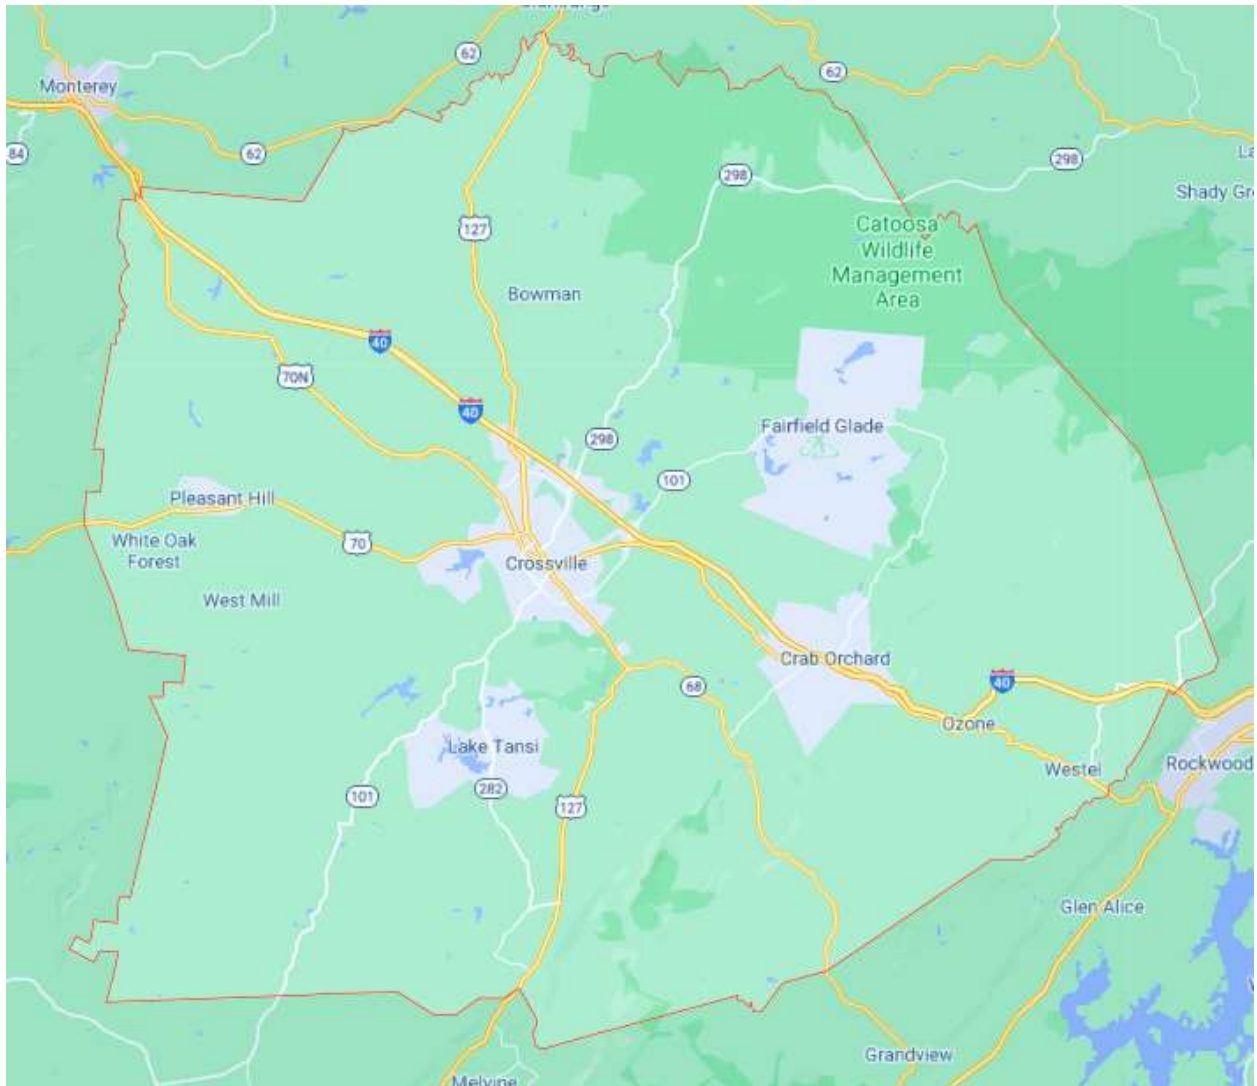 62
Monterey
62
84
62
298
La
298
Shady Gro
127
Catoosa
Wildlife
Management
Area
Bowman
40
70N
40
Fairfield Glade
298
101
Pleasant Hill
White Oak
Forest
70
Crossville
West Mill
Crab Orchard
68
40
Ozone
Lake Tansi
Westel
Rockwood
282
101
127
Glen Alice
Grandview
Melvine